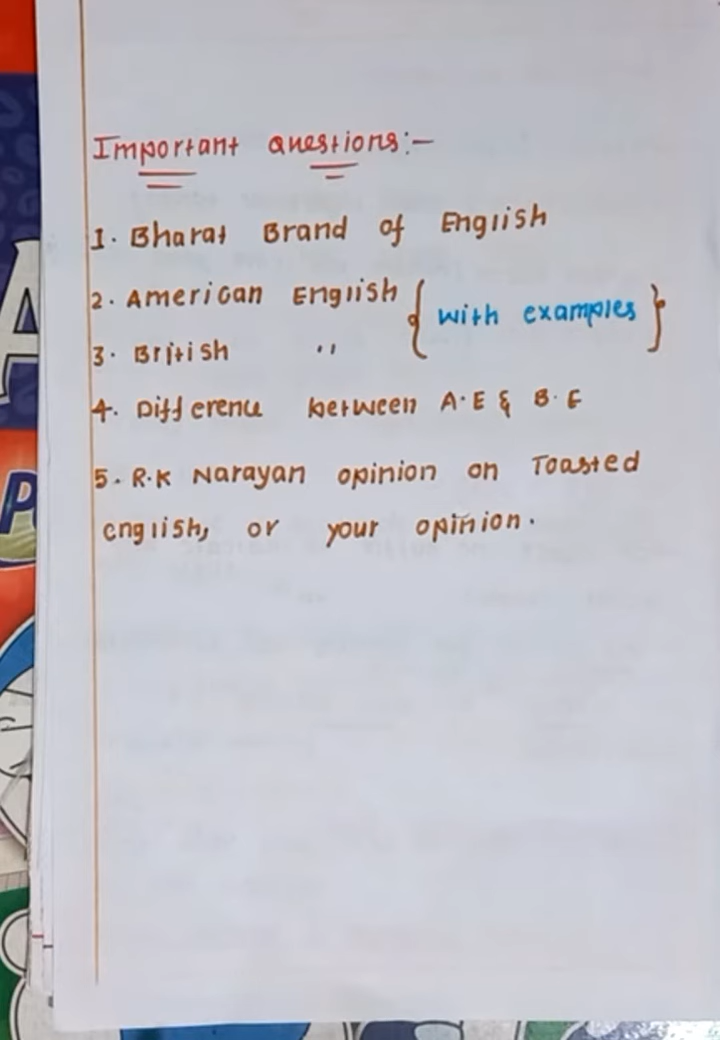 Important Questions:-
1. Bharat Brand of English
2. American English { with examples }
3. British "
4. Difference between A.E & B.E
5. R.K Narayan opinion on Toasted
english, or your opinion.